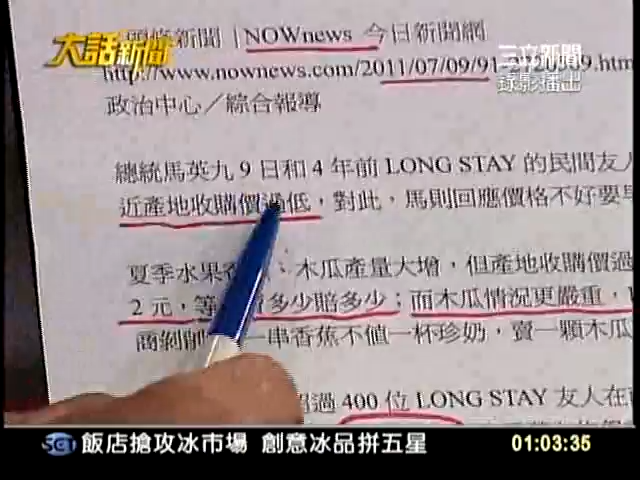 大話新聞
三立新聞
錄影播出
新聞 | NOWnews 今日新聞網
http://www.nownews.com/2011/07/09/91-
政治中心／綜合報導
總統馬英九 9 日和 4 年前 LONG STAY 的民間友人
近產地收購價過低，對此，馬則回應價格不好要
夏季水果 木瓜產量大增，但產地收購價過
2 元，等 多少賠多少；而木瓜情況更嚴重，
商剝削 一串香蕉不值一杯珍奶，賣一顆木瓜
超過 400 位 LONG STAY 友人在
SET 飯店搶攻冰市場 創意冰品拼五星
01:03:35